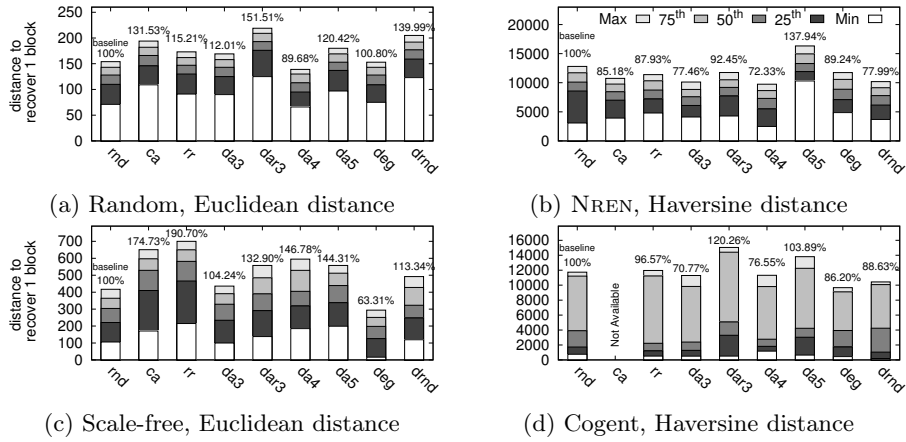 distance to
recover 1 block
250
200
150
100
50
0
baseline
100%
131.53%
115.21%
112.01%
151.51%
89.68%
120.42%
100.80%
139.99%
rnd
ca
rr
da3
dar3
da4
da5
deg
drnd
(a) Random, Euclidean distance
Max 75th 50th 25th Min
20000
15000
10000
5000
0
baseline
100%
85.18%
87.93%
77.46%
92.45%
72.33%
137.94%
89.24%
77.99%
rnd
ca
rr
da3
dar3
da4
da5
deg
drnd
(b) NREN, Haversine distance
distance to
recover 1 block
700
600
500
400
300
200
100
0
baseline
100%
174.73%
190.70%
104.24%
132.90%
146.78%
144.31%
63.31%
113.34%
rnd
ca
rr
da3
dar3
da4
da5
deg
drnd
(c) Scale-free, Euclidean distance
16000
14000
12000
10000
8000
6000
4000
2000
0
baseline
100%
Not Available
96.57%
70.77%
120.26%
76.55%
103.89%
86.20%
88.63%
rnd
ca
rr
da3
dar3
da4
da5
deg
drnd
(d) Cogent, Haversine distance